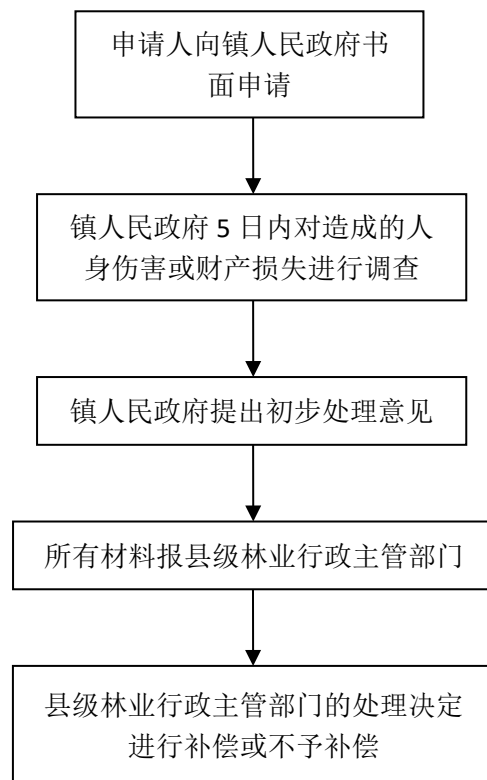 申请人向镇人民政府书
面申请
镇人民政府 5 日内对造成的人
身伤害或财产损失进行调查
镇人民政府提出初步处理意见
所有材料报县级林业行政主管部门
县级林业行政主管部门的处理决定
进行补偿或不予补偿